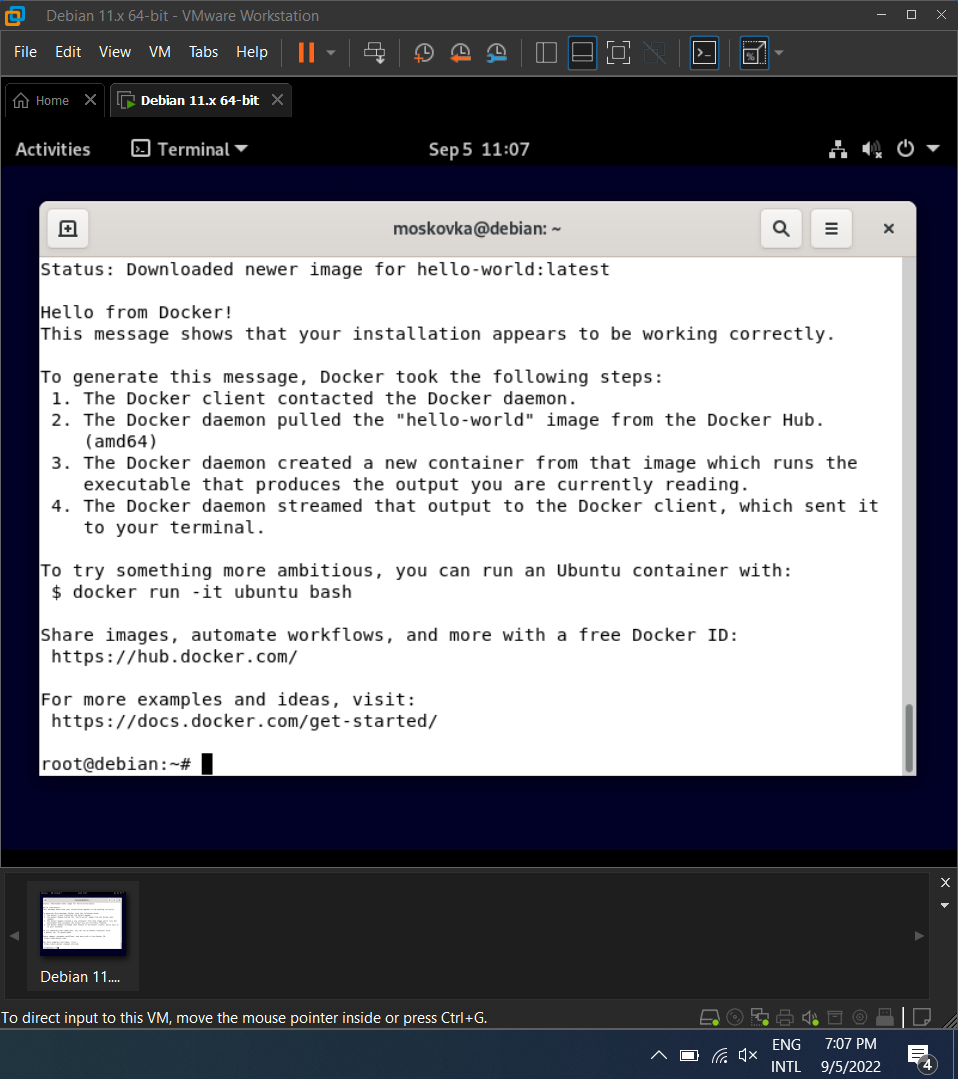 Debian 11.x 64-bit - VMware Workstation
File Edit View VM Tabs Help
Home Debian 11.x 64-bit
Activities Terminal Sep 5 11:07
moskovka@debian: ~
Status: Downloaded newer image for hello-world:latest
Hello from Docker!
This message shows that your installation appears to be working correctly.
To generate this message, Docker took the following steps:
1. The Docker client contacted the Docker daemon.
2. The Docker daemon pulled the "hello-world" image from the Docker Hub.
(amd64)
3. The Docker daemon created a new container from that image which runs the
executable that produces the output you are currently reading.
4. The Docker daemon streamed that output to the Docker client, which sent it
to your terminal.
To try something more ambitious, you can run an Ubuntu container with:
$ docker run -it ubuntu bash
Share images, automate workflows, and more with a free Docker ID:
https://hub.docker.com/
For more examples and ideas, visit:
https://docs.docker.com/get-started/
root@debian:~#
Debian 11....
To direct input to this VM, move the mouse pointer inside or press Ctrl+G.
ENG 7:07 PM
INTL 9/5/2022 4